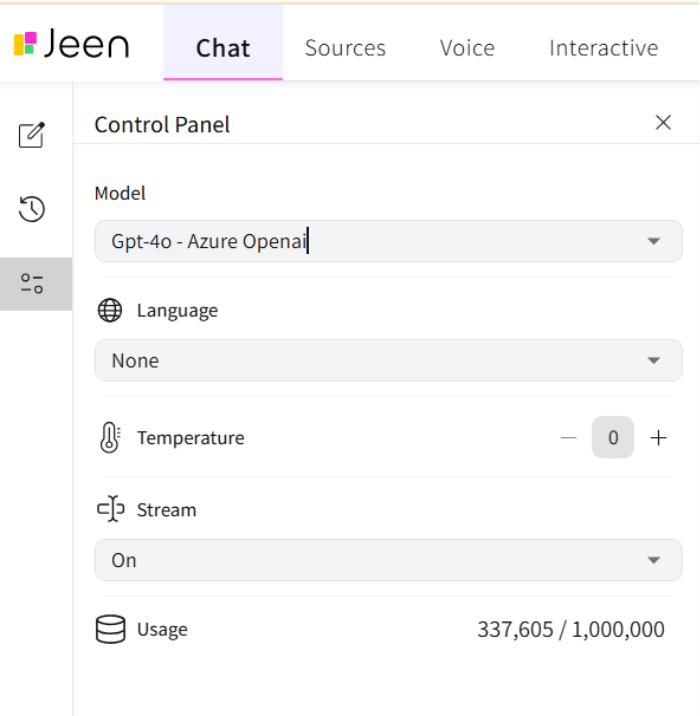 Jeen Chat Sources Voice Interactive
Control Panel
Model
Gpt-4o - Azure Openai
Language
None
Temperature
0
Stream
On
Usage 337,605 / 1,000,000